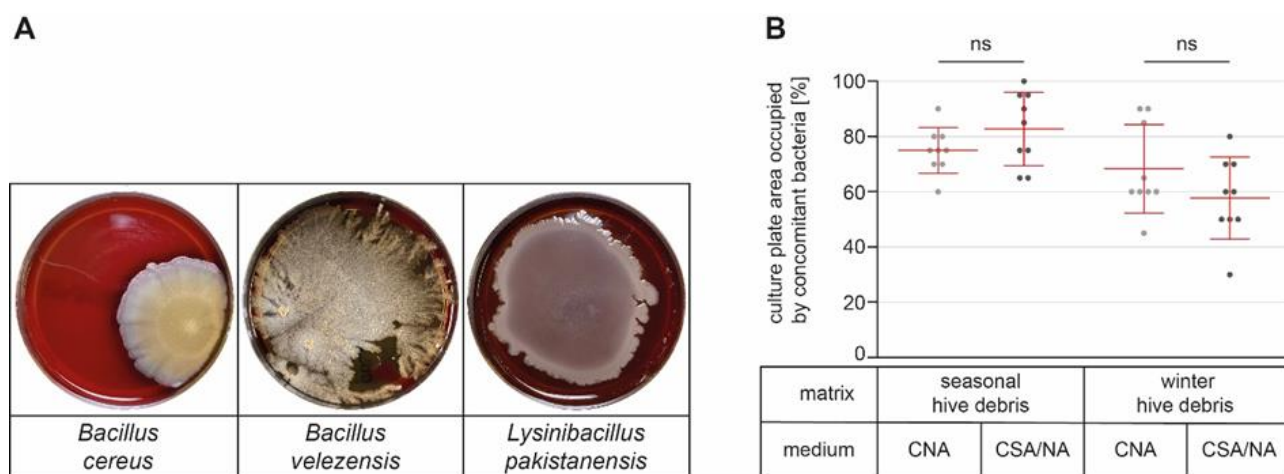 A
Bacillus
cereus
Bacillus
velezensis
Lysinibacillus
pakistanensis
B
ns
ns
culture plate area occupied
by concomitant bacteria [%]
100
80
60
40
20
0
matrix
seasonal
hive debris
winter
hive debris
medium
CNA
CSA/NA
CNA
CSA/NA